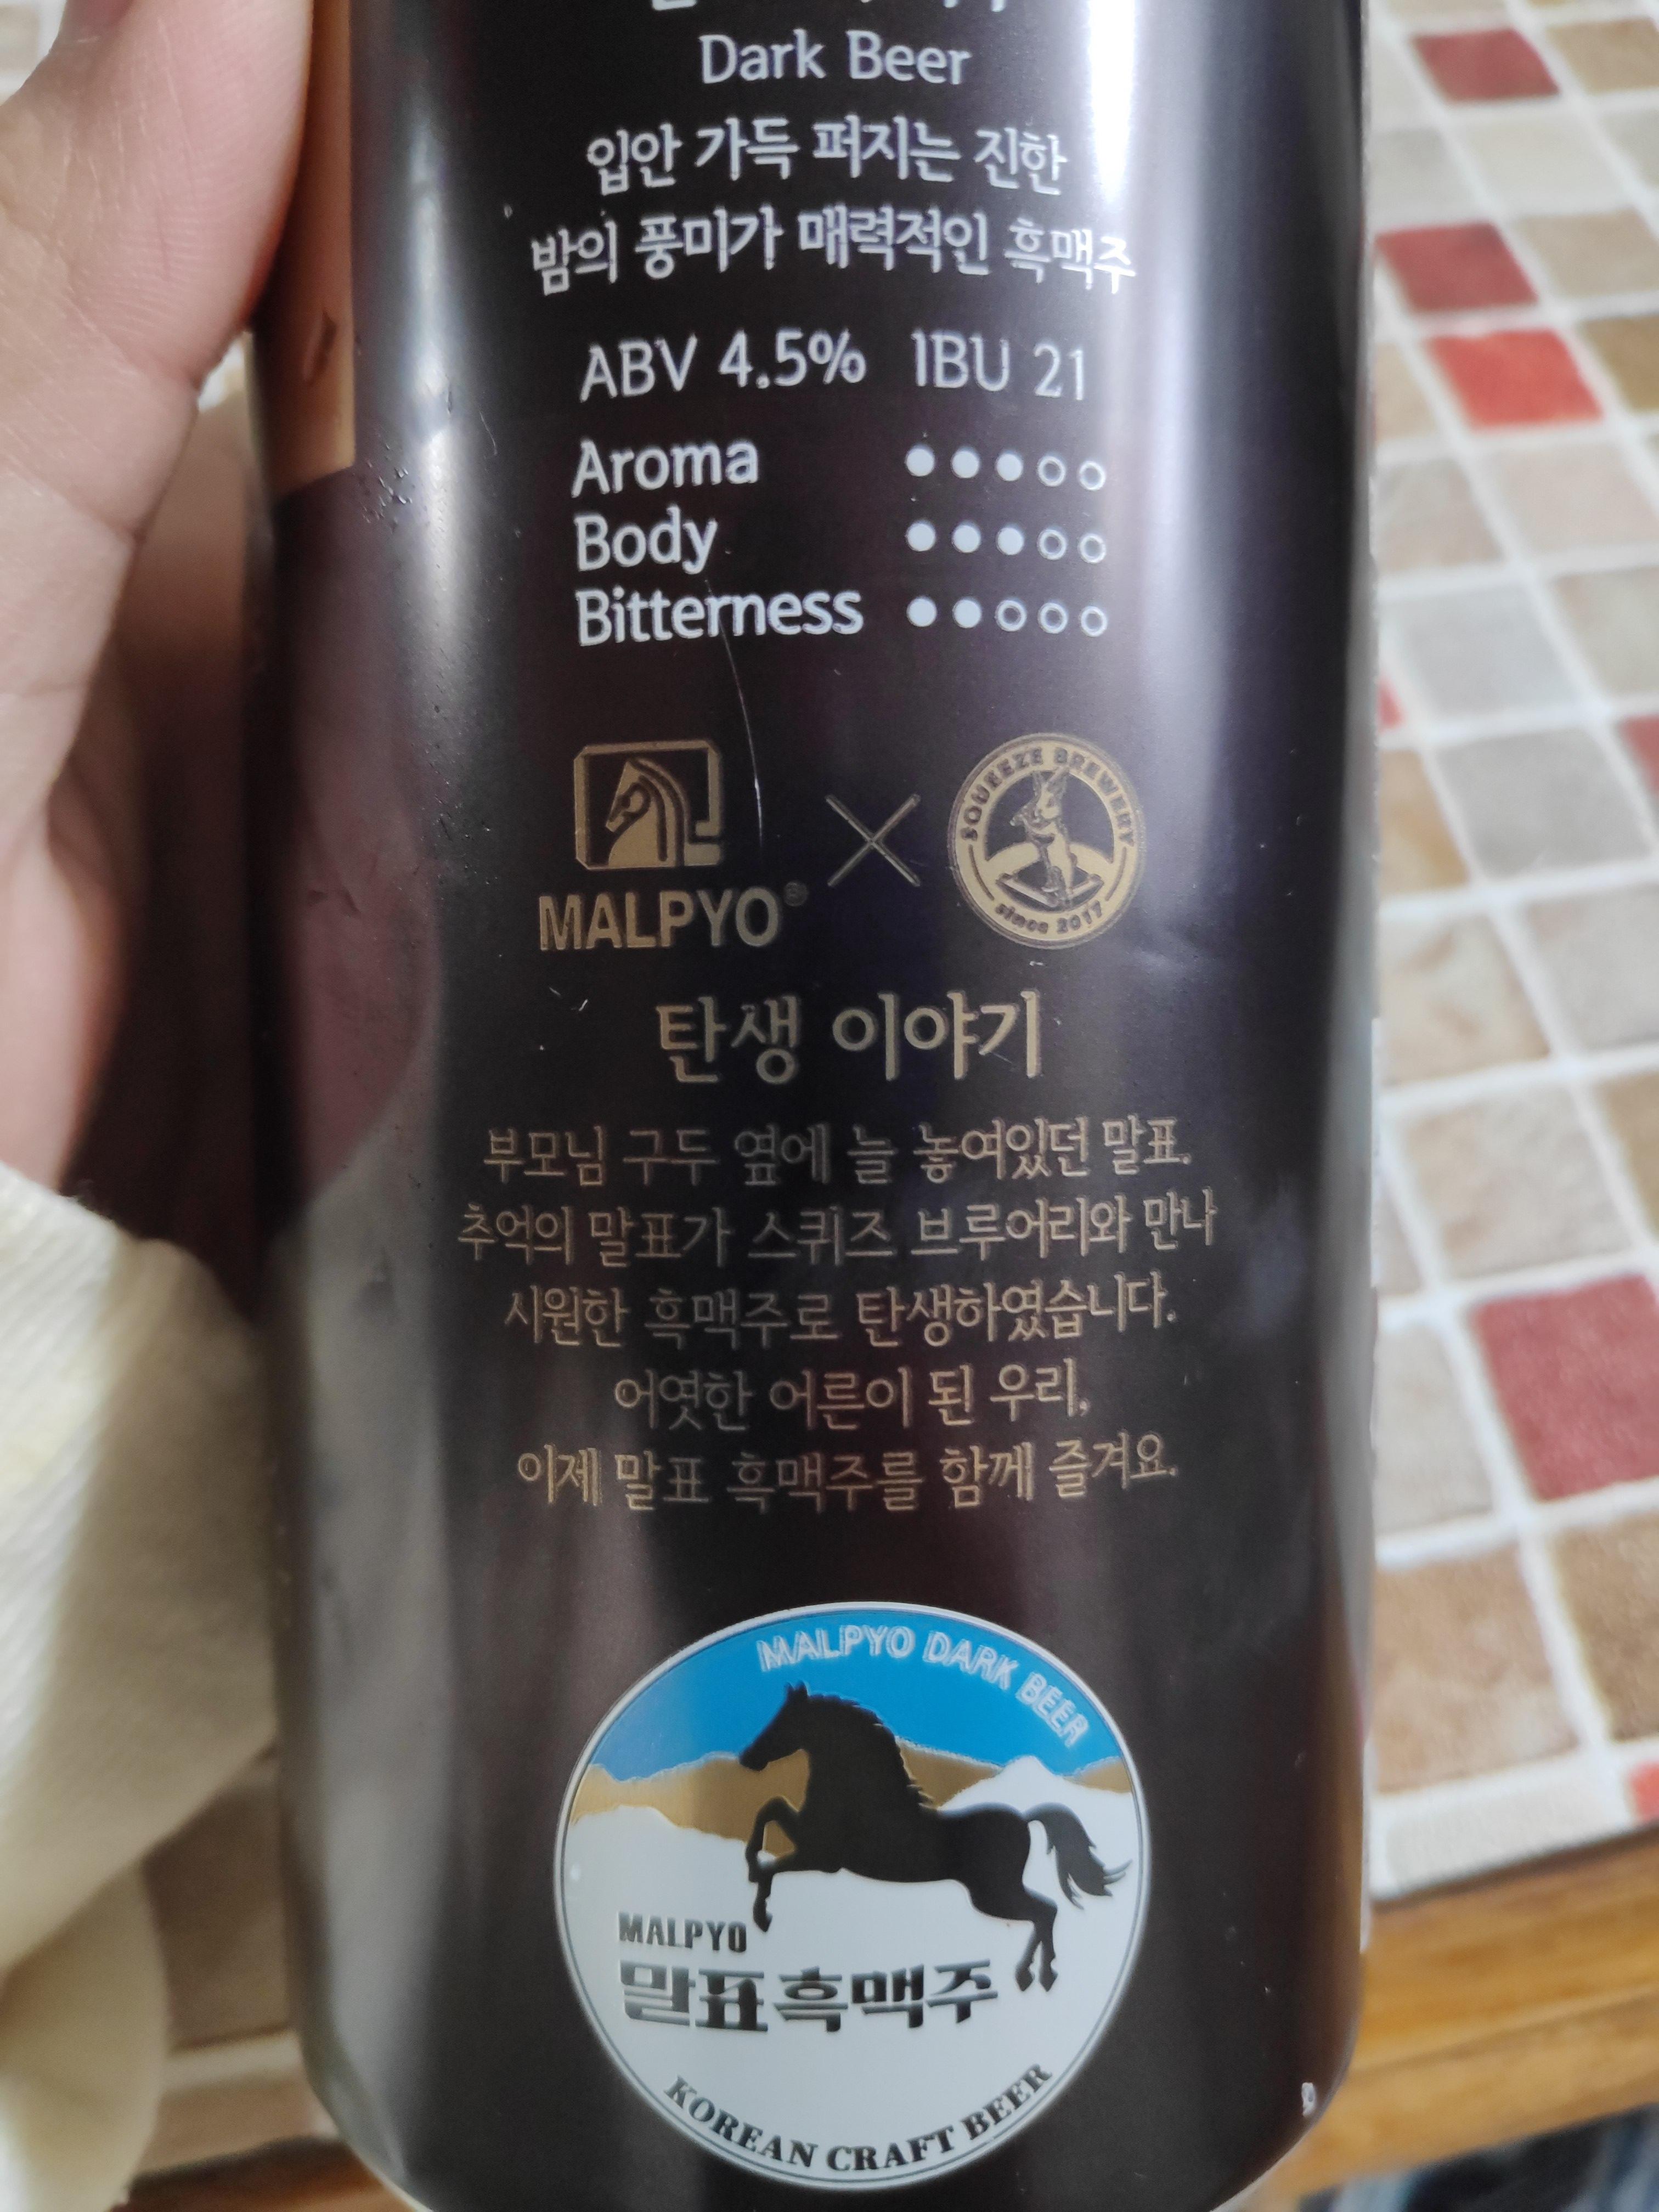 Dark Beer
입안 가득 퍼지는 진한
밤의 풍미가 매력적인 흑맥주
ABV 4.5% IBU 21
Aroma ●●●○○
Body ●●●○○
Bitterness ●●○○○
MALPYO®
SQUEEZE BREWERY
since 2017
탄생 이야기
부모님 구두 옆에 늘 놓여있던 말표.
추억의 말표가 스퀴즈 브루어리와 만나
시원한 흑맥주로 탄생하였습니다.
어엿한 어른이 된 우리,
이제 말표 흑맥주를 함께 즐겨요.
MALPYO DARK BEER
MALPYO
말표흑맥주
KOREAN CRAFT BEER